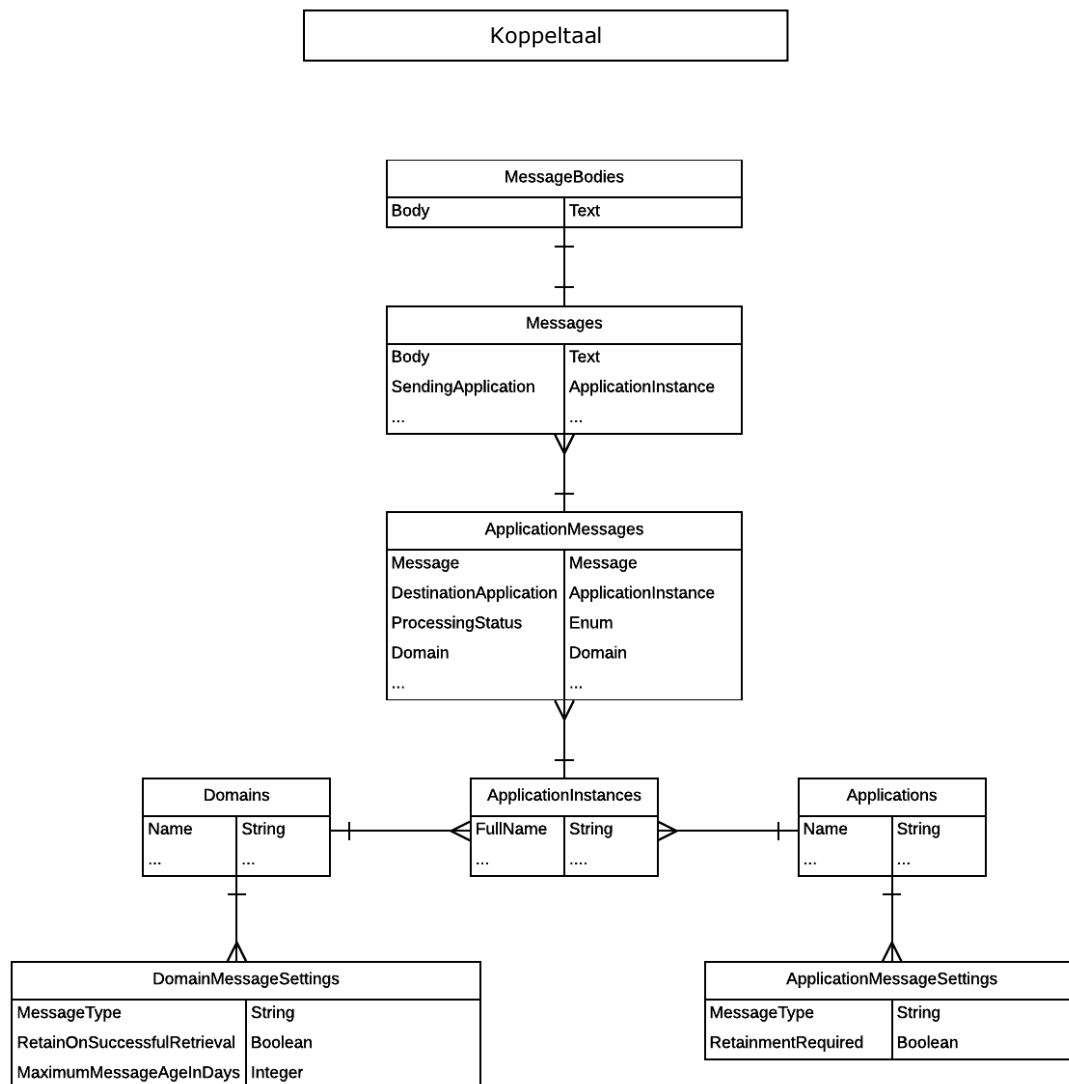 Koppeltaal
MessageBodies
Body Text
Messages
Body Text
SendingApplication ApplicationInstance
... ...
ApplicationMessages
Message Message
DestinationApplication ApplicationInstance
ProcessingStatus Enum
Domain Domain
... ...
Domains
Name String
... ...
ApplicationInstances
FullName String
... ....
Applications
Name String
... ...
DomainMessageSettings
MessageType String
RetainOnSuccessfulRetrieval Boolean
MaximumMessageAgeInDays Integer
ApplicationMessageSettings
MessageType String
RetainmentRequired Boolean